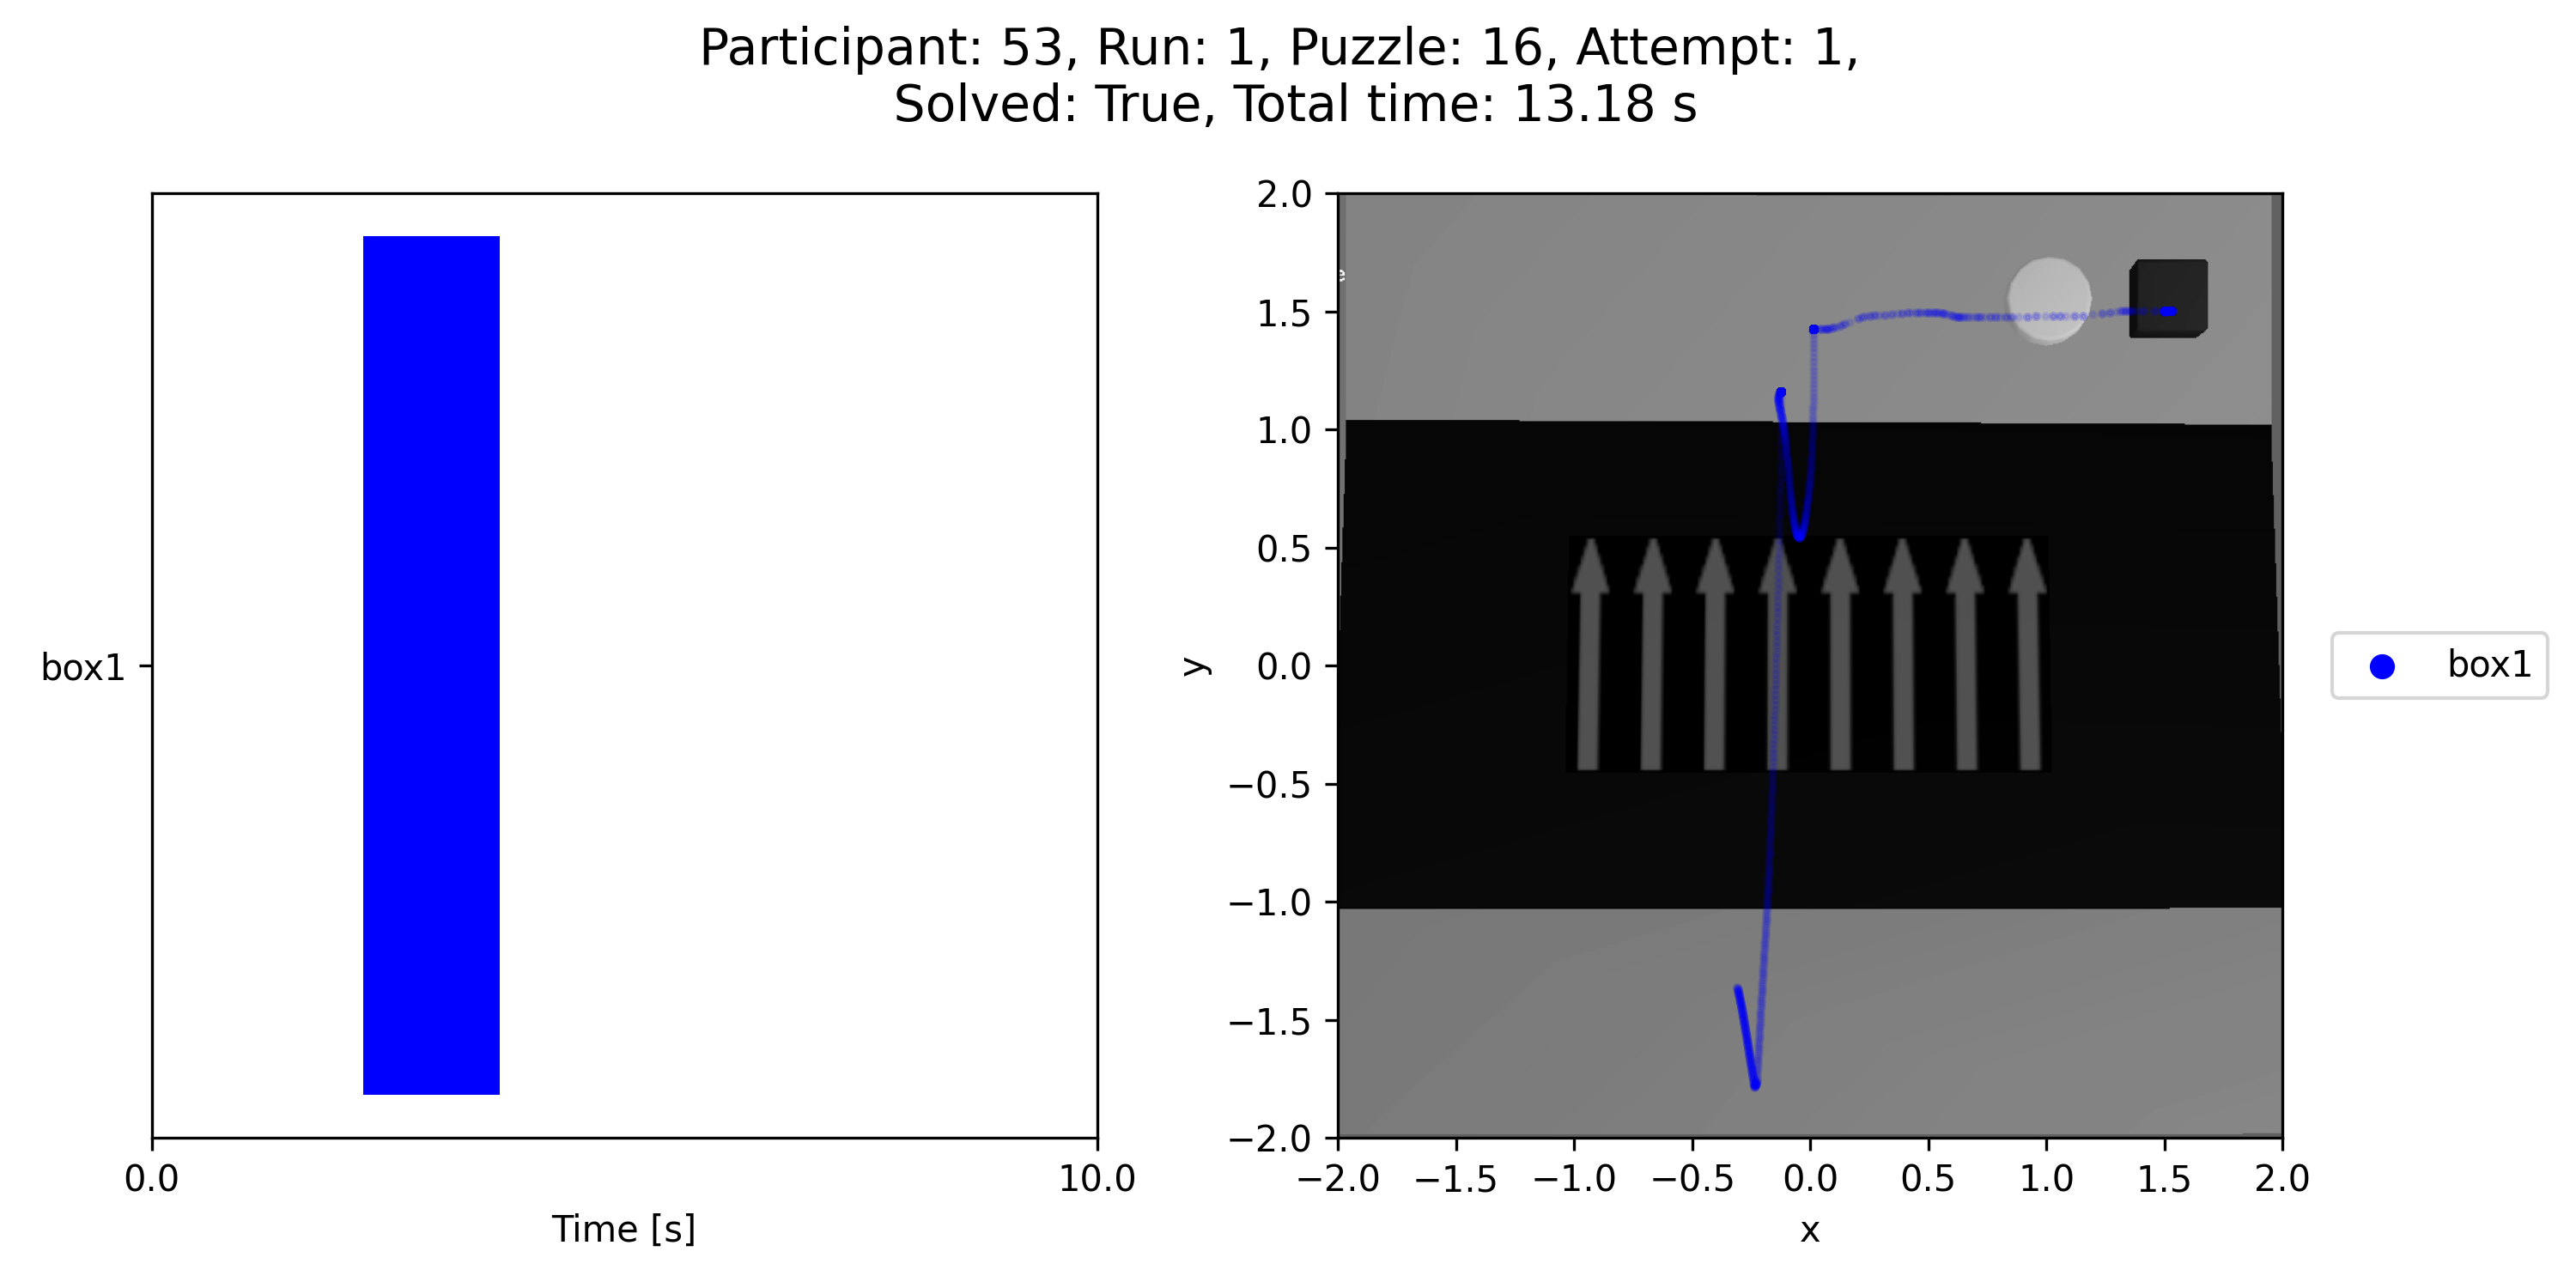 Participant: 53, Run: 1, Puzzle: 16, Attempt: 1,
Solved: True, Total time: 13.18 s
box1
0.0 10.0
Time [s]
2.0
1.5
1.0
0.5
0.0
−0.5
−1.0
−1.5
−2.0
y
e
−2.0 −1.5 −1.0 −0.5 0.0 0.5 1.0 1.5 2.0
x
box1